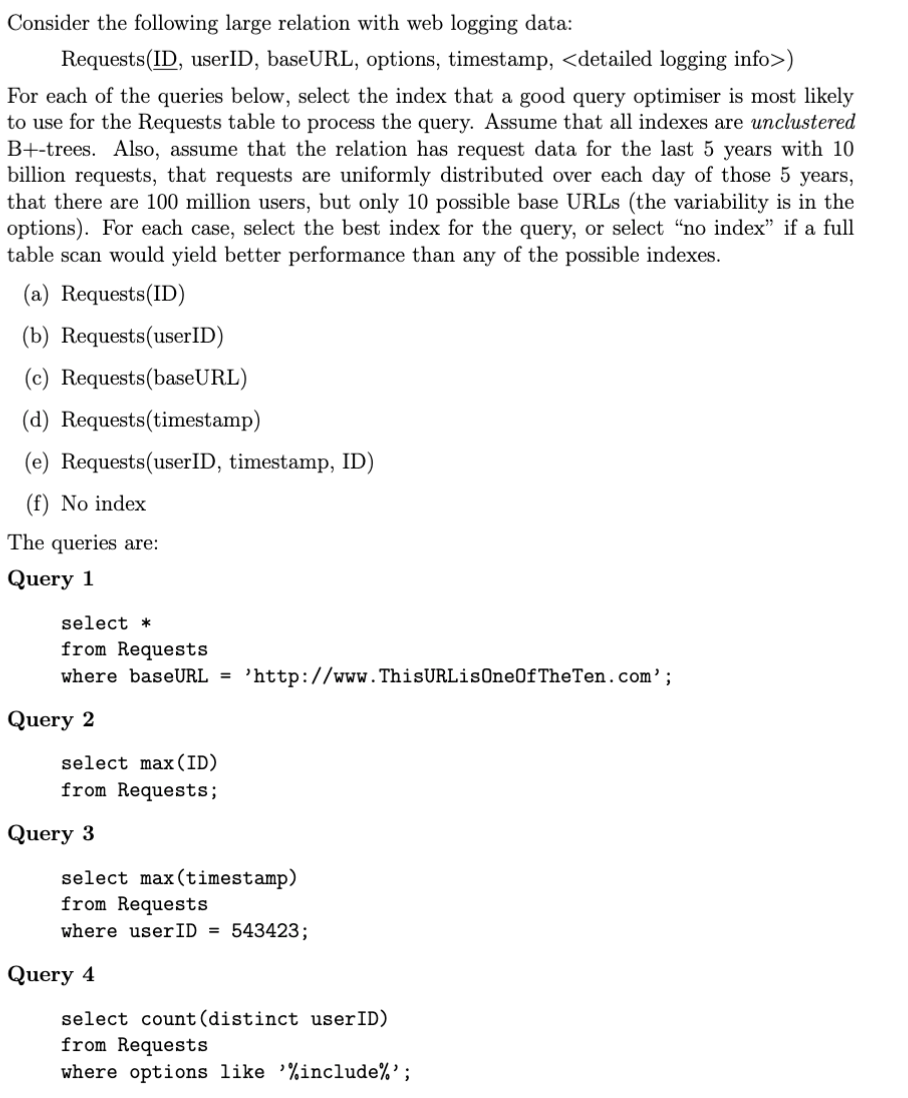 Consider the following large relation with web logging data:
Requests(ID, userID, baseURL, options, timestamp, <detailed logging info>)
For each of the queries below, select the index that a good query optimiser is most likely
to use for the Requests table to process the query. Assume that all indexes are unclustered
B+-trees. Also, assume that the relation has request data for the last 5 years with 10
billion requests, that requests are uniformly distributed over each day of those 5 years,
that there are 100 million users, but only 10 possible base URLs (the variability is in the
options). For each case, select the best index for the query, or select “no index” if a full
table scan would yield better performance than any of the possible indexes.
(a) Requests(ID)
(b) Requests(userID)
(c) Requests(baseURL)
(d) Requests(timestamp)
(e) Requests(userID, timestamp, ID)
(f) No index
The queries are:
Query 1
select *
from Requests
where baseURL = 'http://www.ThisURLisOneOfTheTen.com';
Query 2
select max(ID)
from Requests;
Query 3
select max(timestamp)
from Requests
where userID = 543423;
Query 4
select count(distinct userID)
from Requests
where options like '%include%';